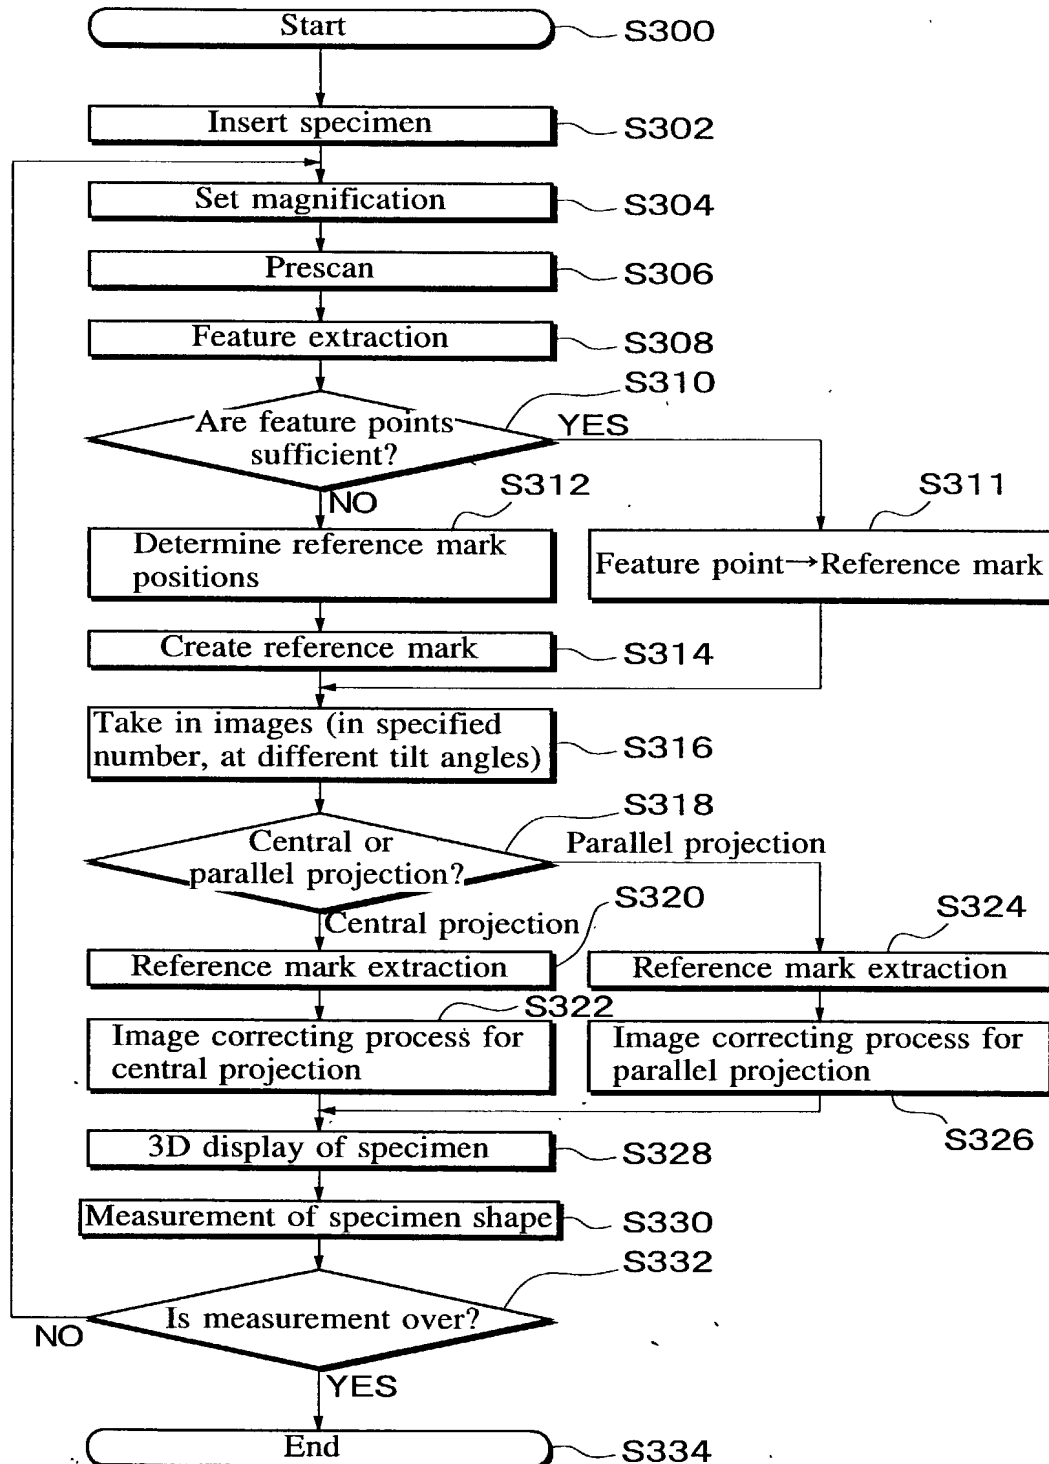 Start
S300
Insert specimen
S302
Set magnification
S304
Prescan
S306
Feature extraction
S308
S310
Are feature points
sufficient?
YES
NO
S312
S311
Determine reference mark
positions
Feature point→Reference mark
Create reference mark
S314
Take in images (in specified
number, at different tilt angles)
S316
S318
Central or
parallel projection?
Parallel projection
Central projection
S320
S324
Reference mark extraction
Reference mark extraction
S322
Image correcting process for
central projection
Image correcting process for
parallel projection
S326
3D display of specimen
S328
Measurement of specimen shape
S330
S332
Is measurement over?
NO
YES
End
S334